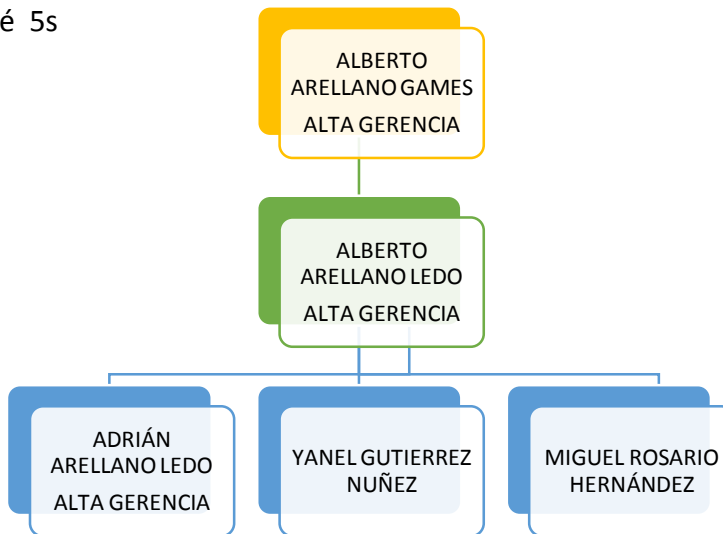 é 5s
ALBERTO
ARELLANO GAMES
ALTA GERENCIA
ALBERTO
ARELLANO LEDO
ALTA GERENCIA
ADRIÁN
ARELLANO LEDO
ALTA GERENCIA
YANEL GUTIERREZ
NUÑEZ
MIGUEL ROSARIO
HERNÁNDEZ